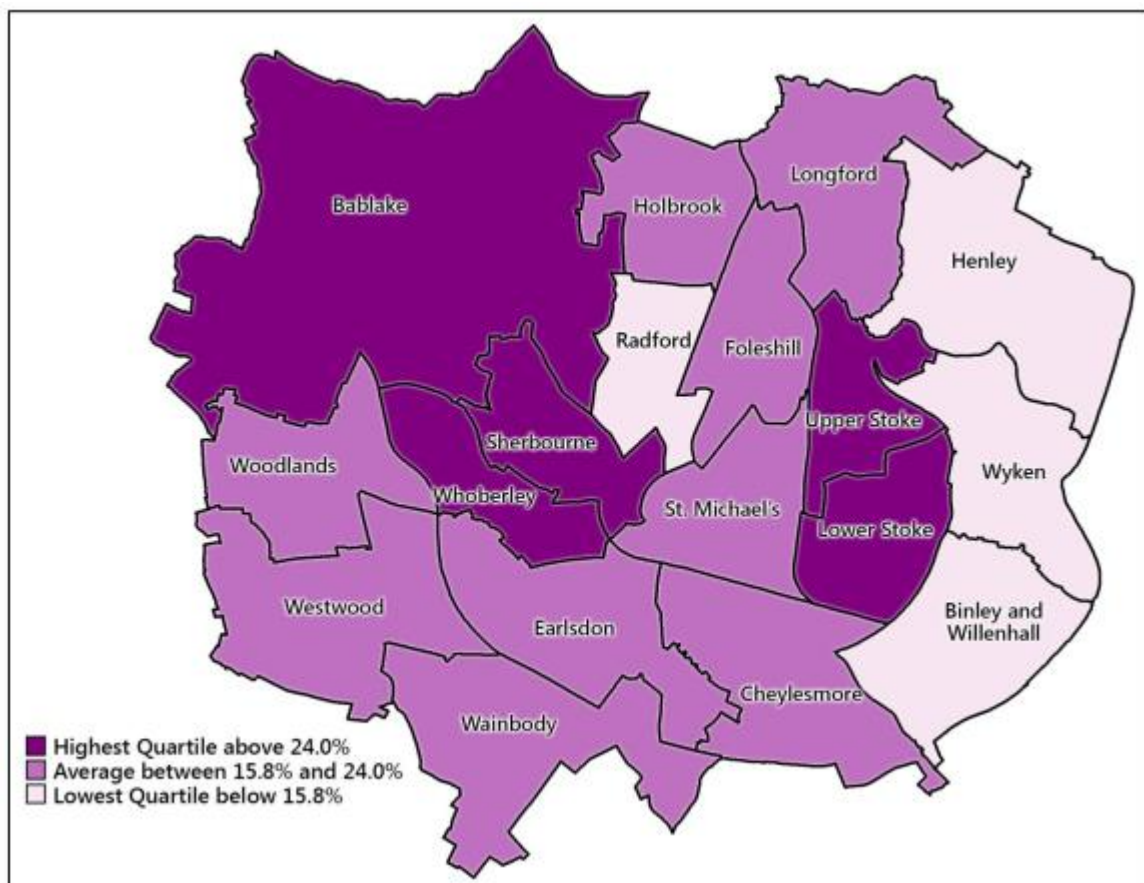 Longford
Bablake
Holbrook
Henley
Radford
Foleshill
Upper Stoke
Sherbourne
Woodlands
Wyken
Whoberley
St. Michael's
Lower Stoke
Westwood
Binley and
Willenhall
Earlsdon
Cheylesmore
Wainbody
Highest Quartile above 24.0%
Average between 15.8% and 24.0%
Lowest Quartile below 15.8%